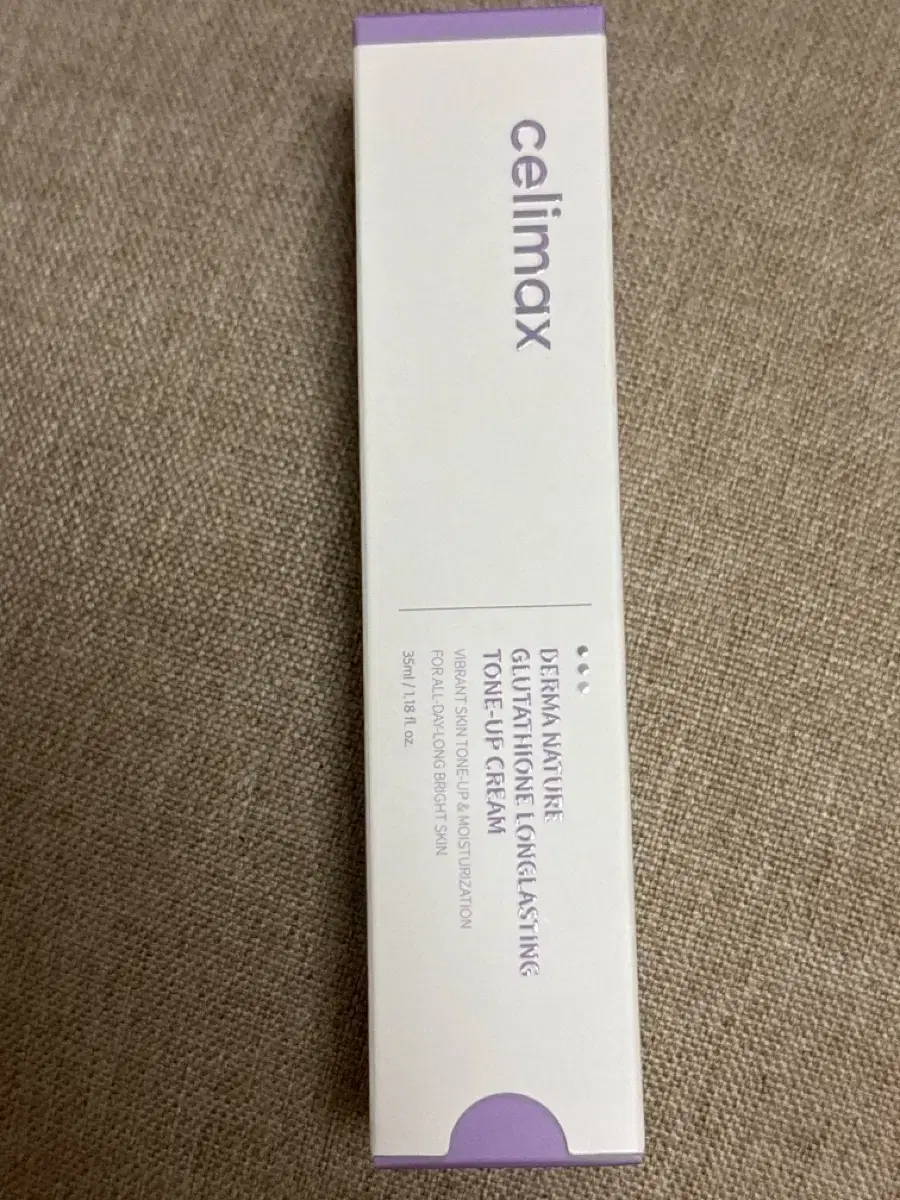 celimax
DERMA NATURE
GLUTATHIONE LONGLASTING
TONE-UP CREAM
VIBRANT SKIN TONE-UP & MOISTURIZATION
FOR ALL-DAY-LONG BRIGHT SKIN
35ml / 1.18 fl. oz.